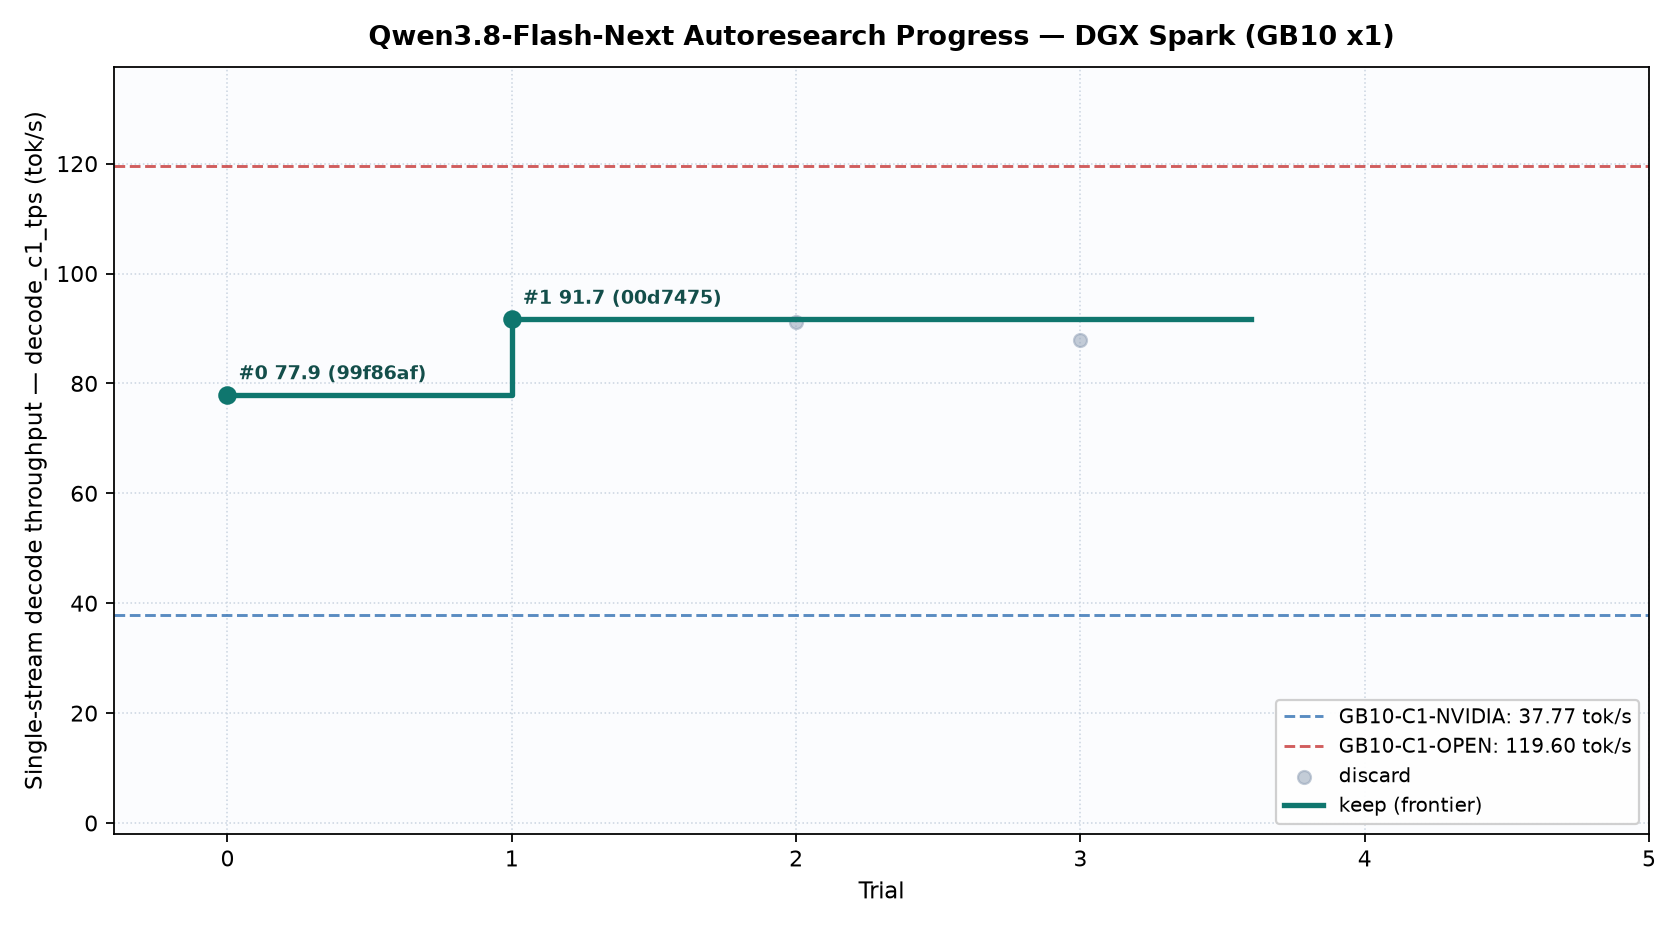 Qwen3.8-Flash-Next Autoresearch Progress — DGX Spark (GB10 x1)
Single-stream decode throughput — decode_c1_tps (tok/s)
120
100
80
60
40
20
0
#1 91.7 (00d7475)
#0 77.9 (99f86af)
GB10-C1-NVIDIA: 37.77 tok/s
GB10-C1-OPEN: 119.60 tok/s
discard
keep (frontier)
0 1 2 3 4 5
Trial